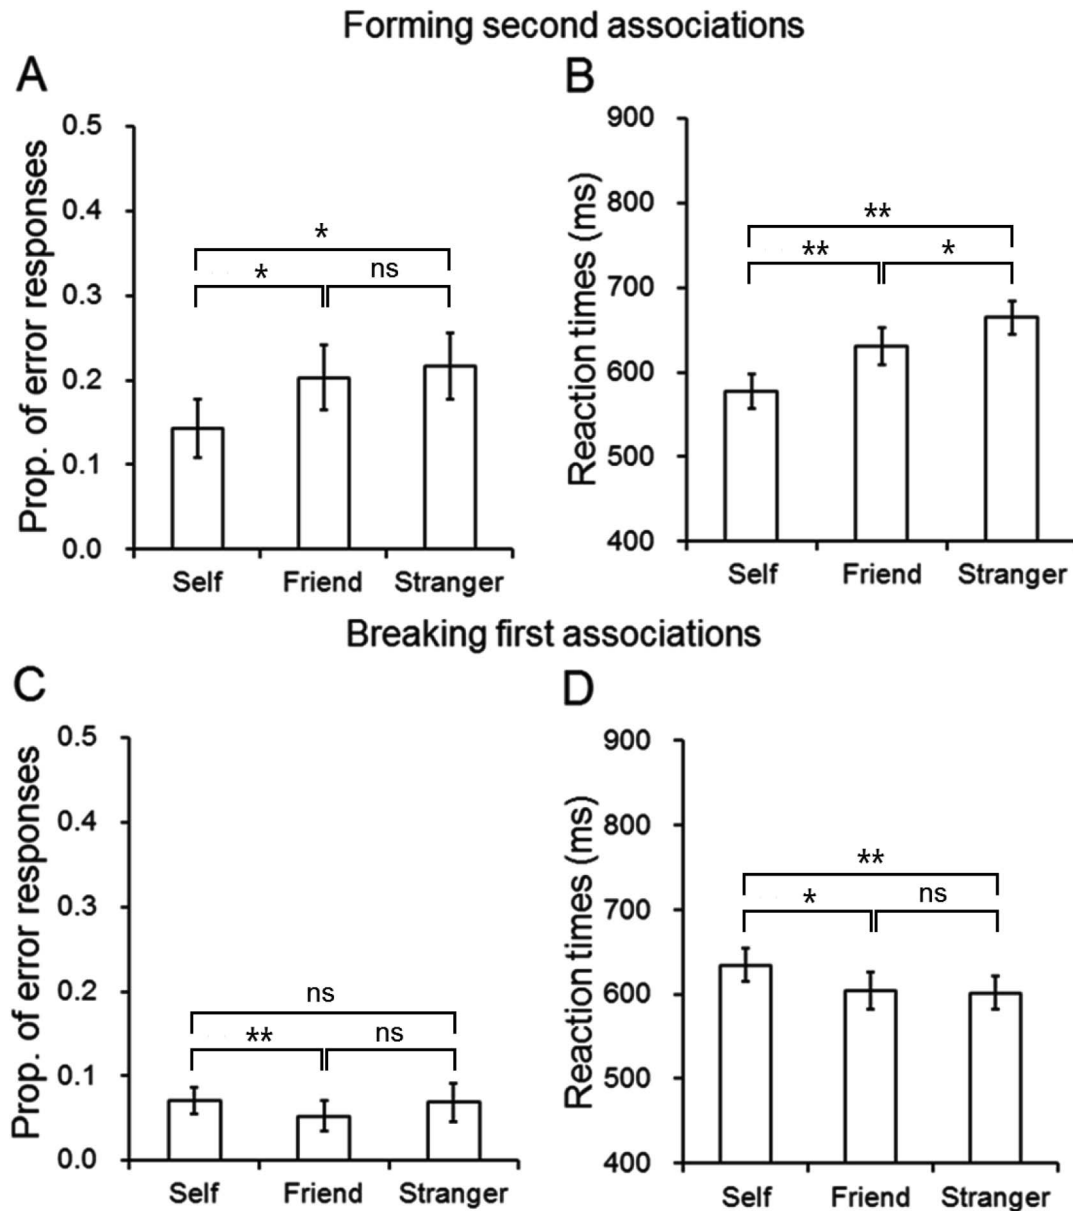 Forming second associations
A
Prop. of error responses
0.5
0.4
0.3
0.2
0.1
0.0
*
*
ns
Self Friend Stranger
B
Reaction times (ms)
900
800
700
600
500
400
**
**
*
Self Friend Stranger
Breaking first associations
C
Prop. of error responses
0.5
0.4
0.3
0.2
0.1
0.0
ns
**
ns
Self Friend Stranger
D
Reaction times (ms)
900
800
700
600
500
400
**
*
ns
Self Friend Stranger